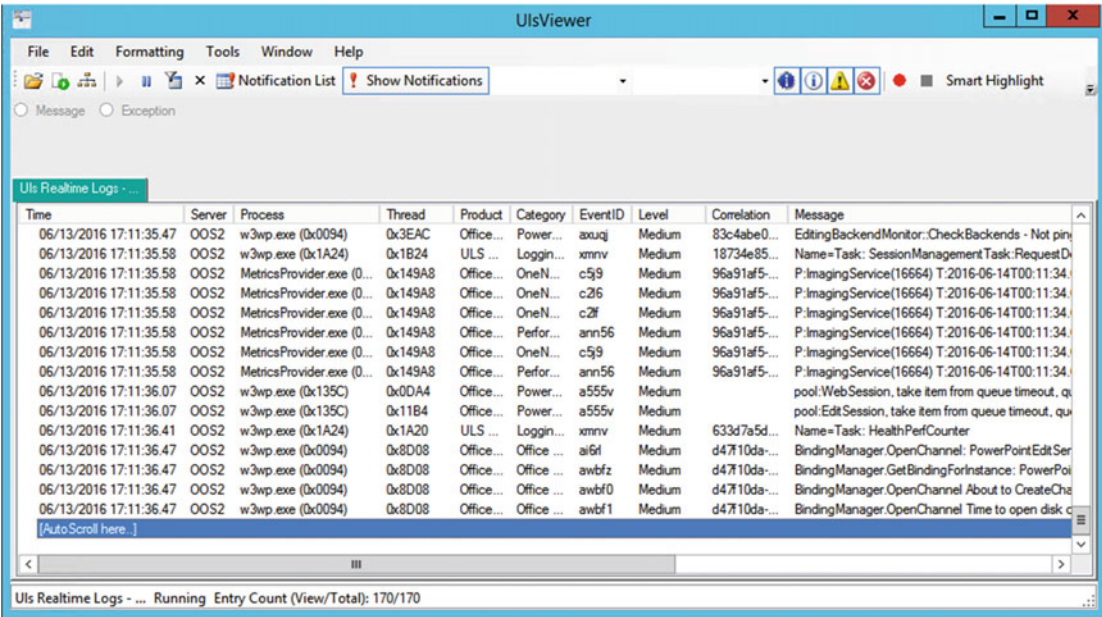 UlsViewer
File Edit Formatting Tools Window Help
Notification List Show Notifications Smart Highlight
Message Exception
Uls Realtime Logs - ...
Time Server Process Thread Product Category EventID Level Correlation Message
06/13/2016 17:11:35.47 OOS2 w3wp.exe (0x0094) 0x3EAC Office... Power... axuqj Medium 83c4abe0... EditingBackendMonitor::CheckBackends - Not ping
06/13/2016 17:11:35.58 OOS2 w3wp.exe (0x1A24) 0x1B24 ULS ... Loggin... xmnv Medium 18734e85... Name=Task: SessionManagementTask:RequestD
06/13/2016 17:11:35.58 OOS2 MetricsProvider.exe (0... 0x149A8 Office... OneN... c5j9 Medium 96a91af5-... P:ImagingService(16664) T:2016-06-14T00:11:34.
06/13/2016 17:11:35.58 OOS2 MetricsProvider.exe (0... 0x149A8 Office... OneN... c2l6 Medium 96a91af5-... P:ImagingService(16664) T:2016-06-14T00:11:34.
06/13/2016 17:11:35.58 OOS2 MetricsProvider.exe (0... 0x149A8 Office... OneN... c2lf Medium 96a91af5-... P:ImagingService(16664) T:2016-06-14T00:11:34.
06/13/2016 17:11:35.58 OOS2 MetricsProvider.exe (0... 0x149A8 Office... Perfor... ann56 Medium 96a91af5-... P:ImagingService(16664) T:2016-06-14T00:11:34.
06/13/2016 17:11:35.58 OOS2 MetricsProvider.exe (0... 0x149A8 Office... OneN... c5j9 Medium 96a91af5-... P:ImagingService(16664) T:2016-06-14T00:11:34.
06/13/2016 17:11:35.58 OOS2 MetricsProvider.exe (0... 0x149A8 Office... Perfor... ann56 Medium 96a91af5-... P:ImagingService(16664) T:2016-06-14T00:11:34.
06/13/2016 17:11:36.07 OOS2 w3wp.exe (0x135C) 0x0DA4 Office... Power... a555v Medium pool:WebSession, take item from queue timeout, qu
06/13/2016 17:11:36.07 OOS2 w3wp.exe (0x135C) 0x11B4 Office... Power... a555v Medium pool:EditSession, take item from queue timeout, qu
06/13/2016 17:11:36.41 OOS2 w3wp.exe (0x1A24) 0x1A20 ULS ... Loggin... xmnv Medium 633d7a5d... Name=Task: HealthPerfCounter
06/13/2016 17:11:36.47 OOS2 w3wp.exe (0x0094) 0x8D08 Office... Office ... ai6rl Medium d47f10da-... BindingManager.OpenChannel: PowerPointEditSer
06/13/2016 17:11:36.47 OOS2 w3wp.exe (0x0094) 0x8D08 Office... Office ... awbfz Medium d47f10da-... BindingManager.GetBindingForInstance: PowerPoi
06/13/2016 17:11:36.47 OOS2 w3wp.exe (0x0094) 0x8D08 Office... Office ... awbf0 Medium d47f10da-... BindingManager.OpenChannel About to CreateCha
06/13/2016 17:11:36.47 OOS2 w3wp.exe (0x0094) 0x8D08 Office... Office ... awbf1 Medium d47f10da-... BindingManager.OpenChannel Time to open disk c
[AutoScroll here..]
Uls Realtime Logs - ... Running Entry Count (View/Total): 170/170